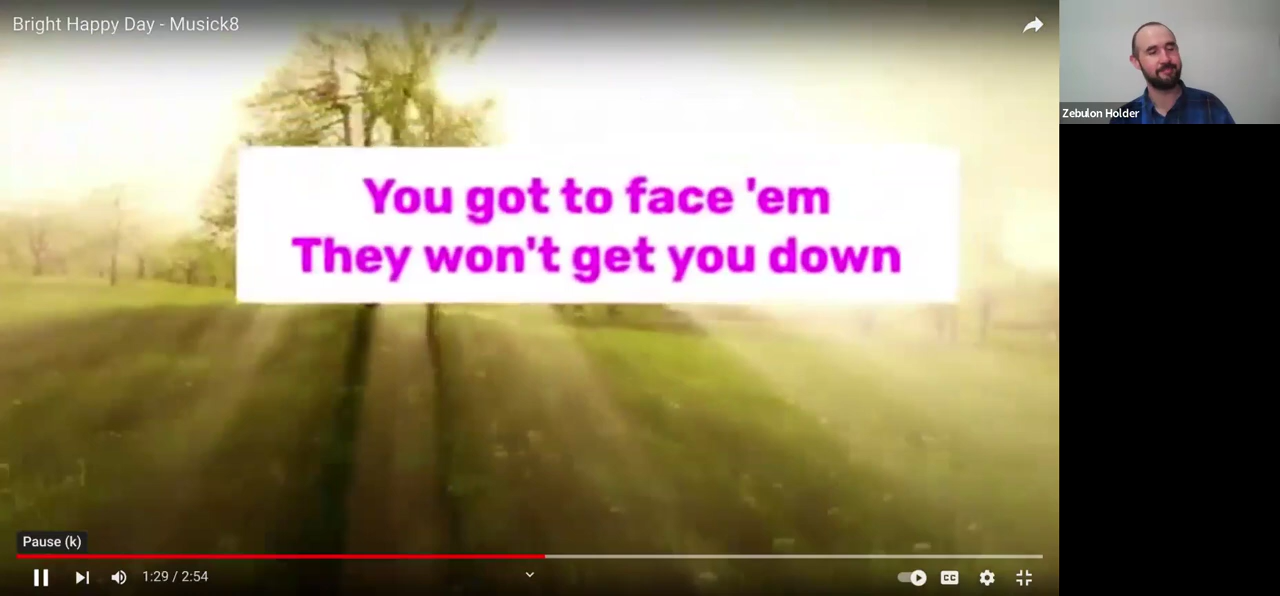 Bright Happy Day - Musick8
Zebulon Holder
You got to face 'em
They won't get you down
Pause (k)
1:29 / 2:54
CC